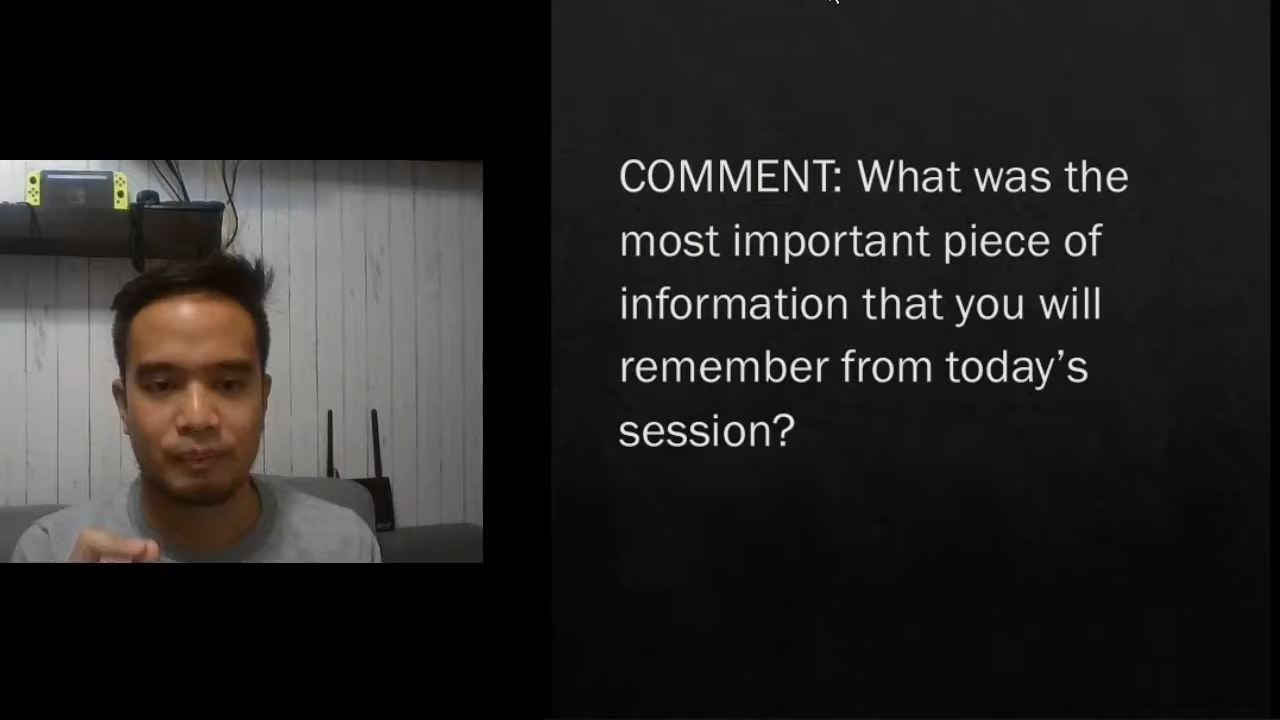 COMMENT: What was the
most important piece of
information that you will
remember from today’s
session?